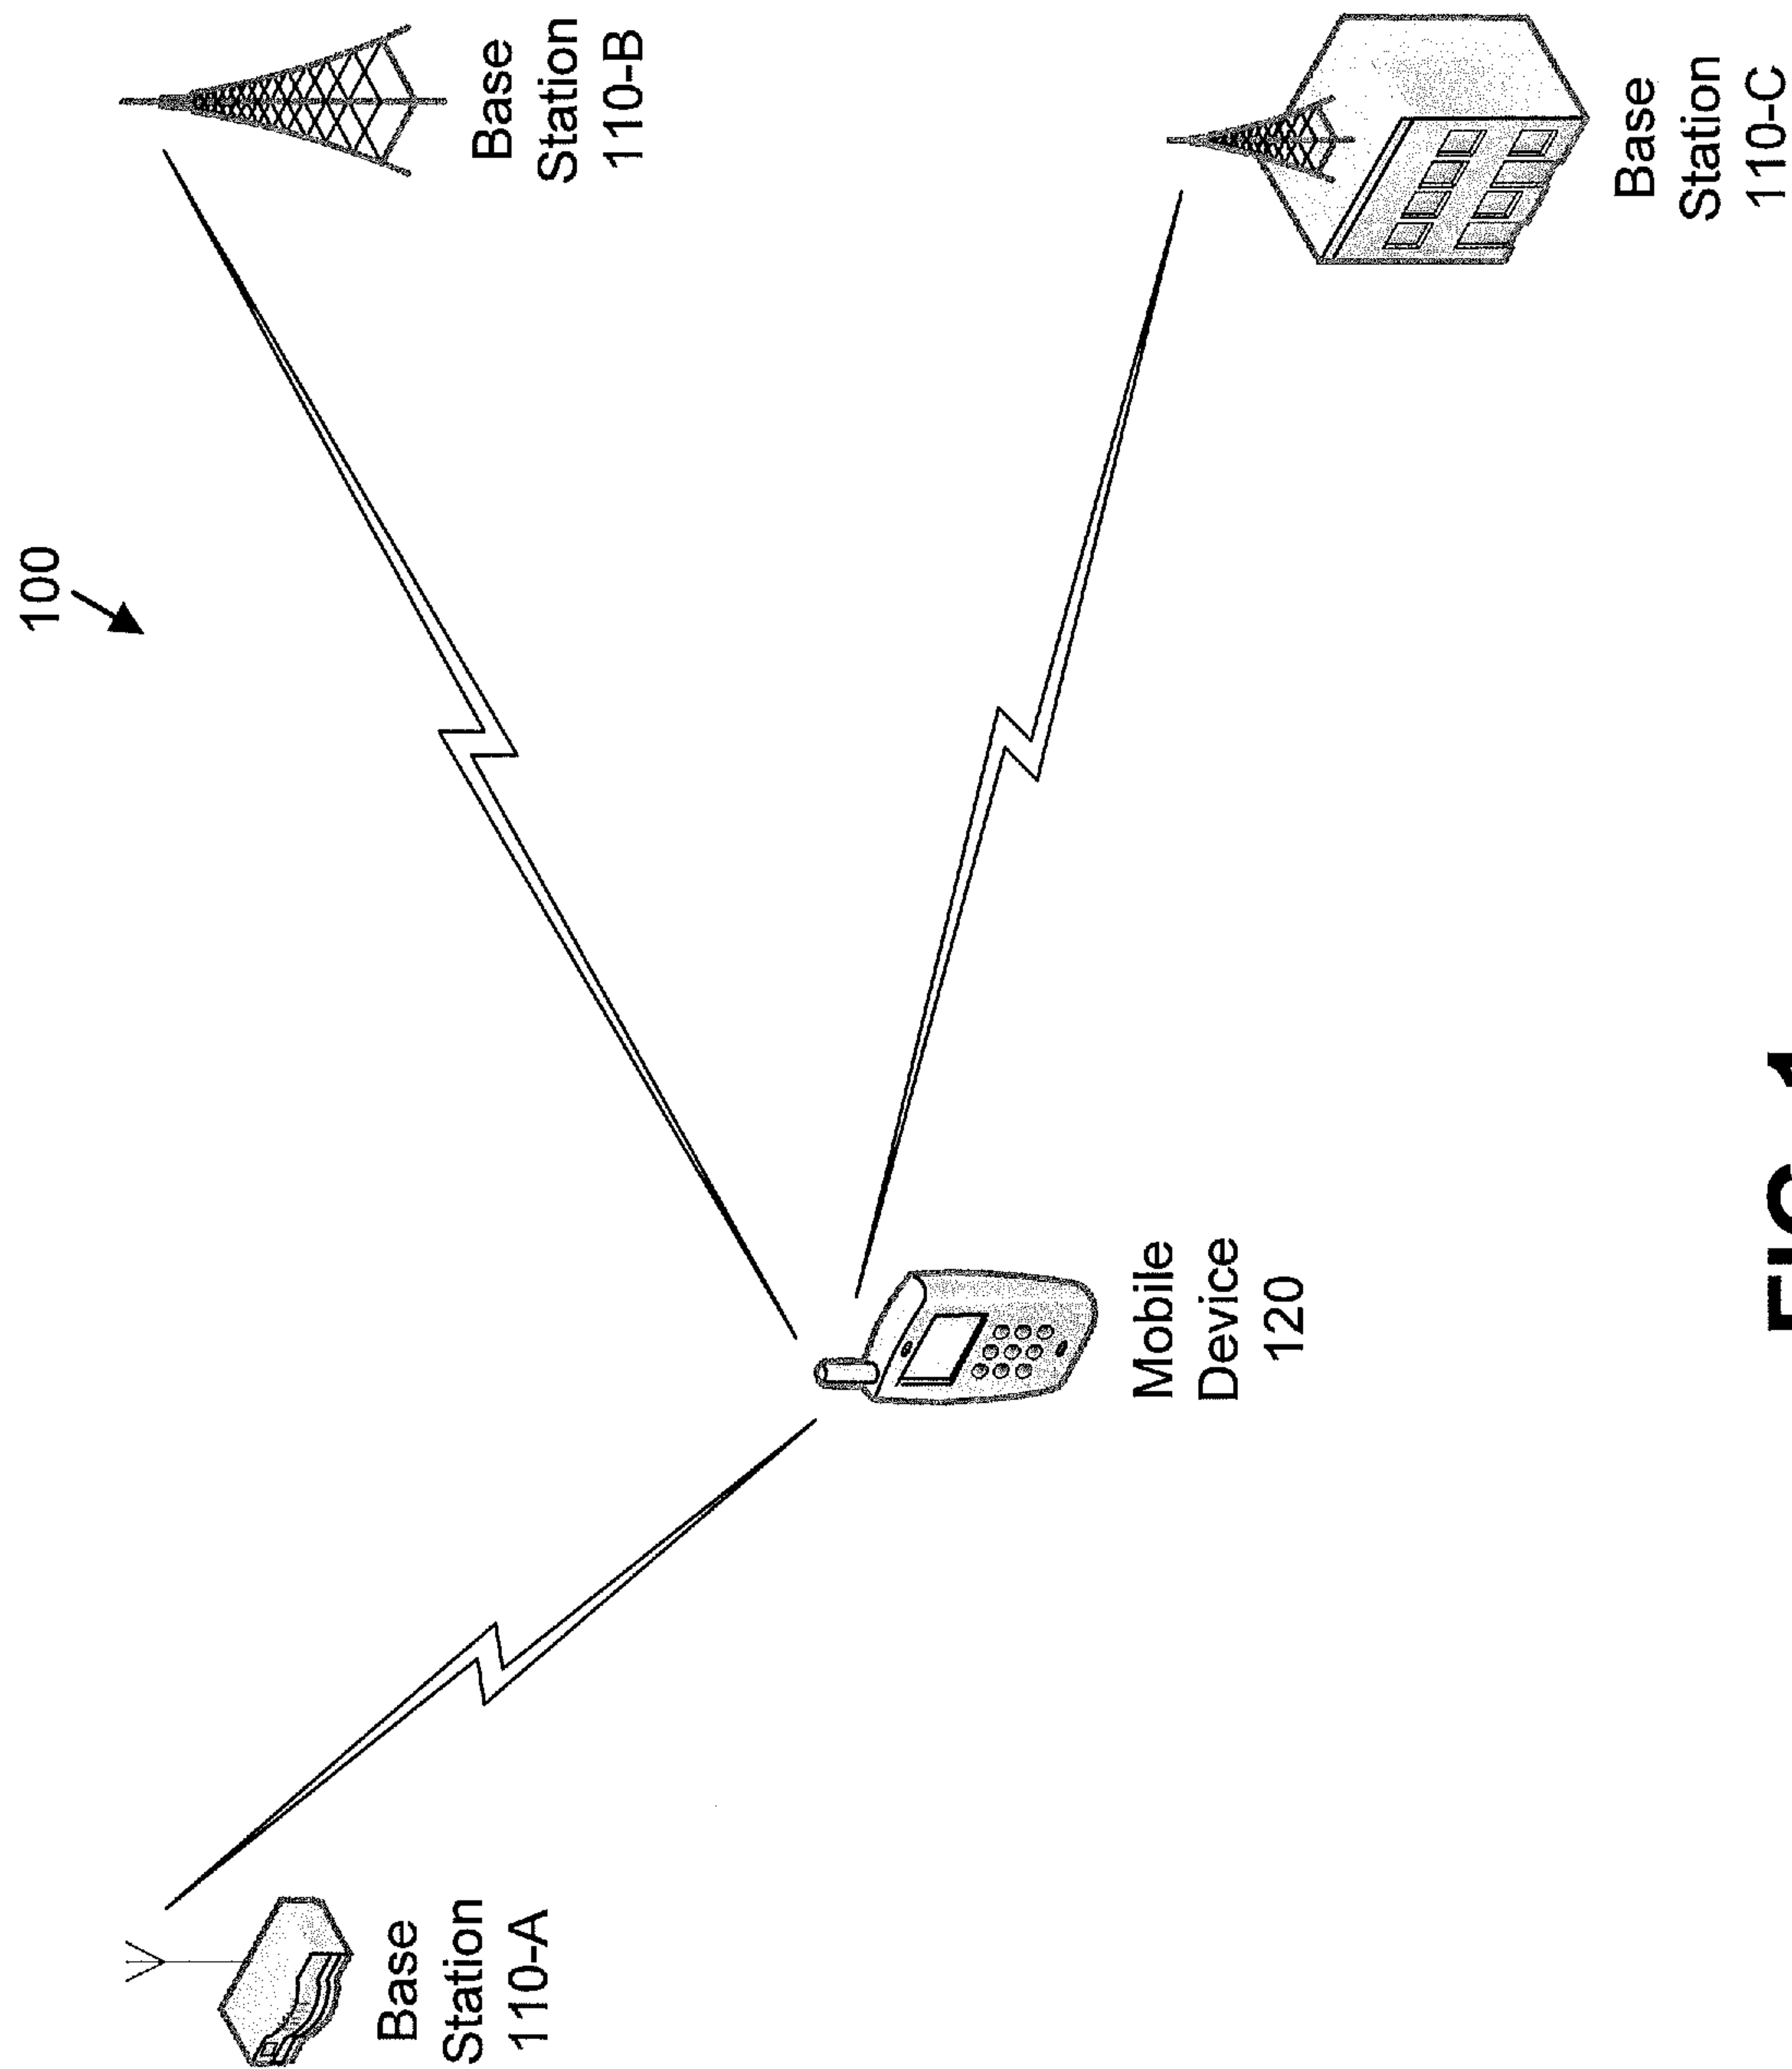 100
Base
Station
110-A
Base
Station
110-B
Mobile
Device
120
Base
Station
110-C